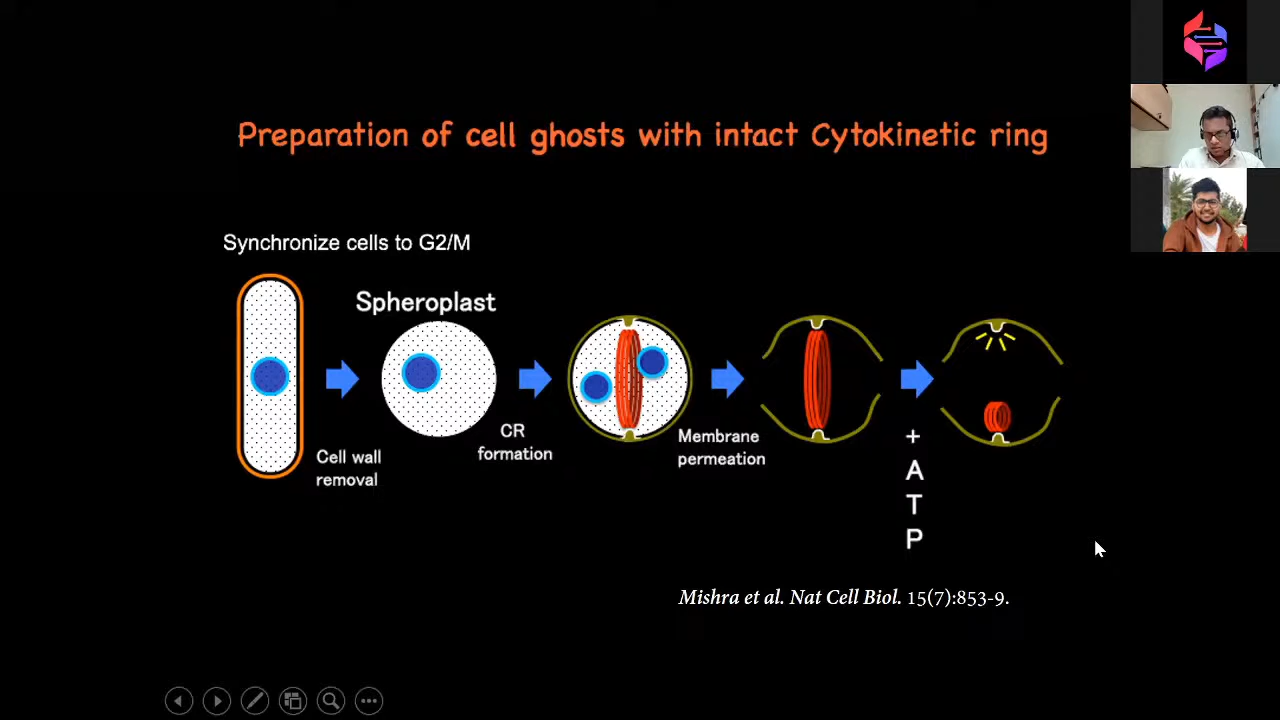 Preparation of cell ghosts with intact Cytokinetic ring
Synchronize cells to G2/M
Spheroplast
Cell wall
removal
CR
formation
Membrane
permeation
+
A
T
P
Mishra et al. Nat Cell Biol. 15(7):853-9.